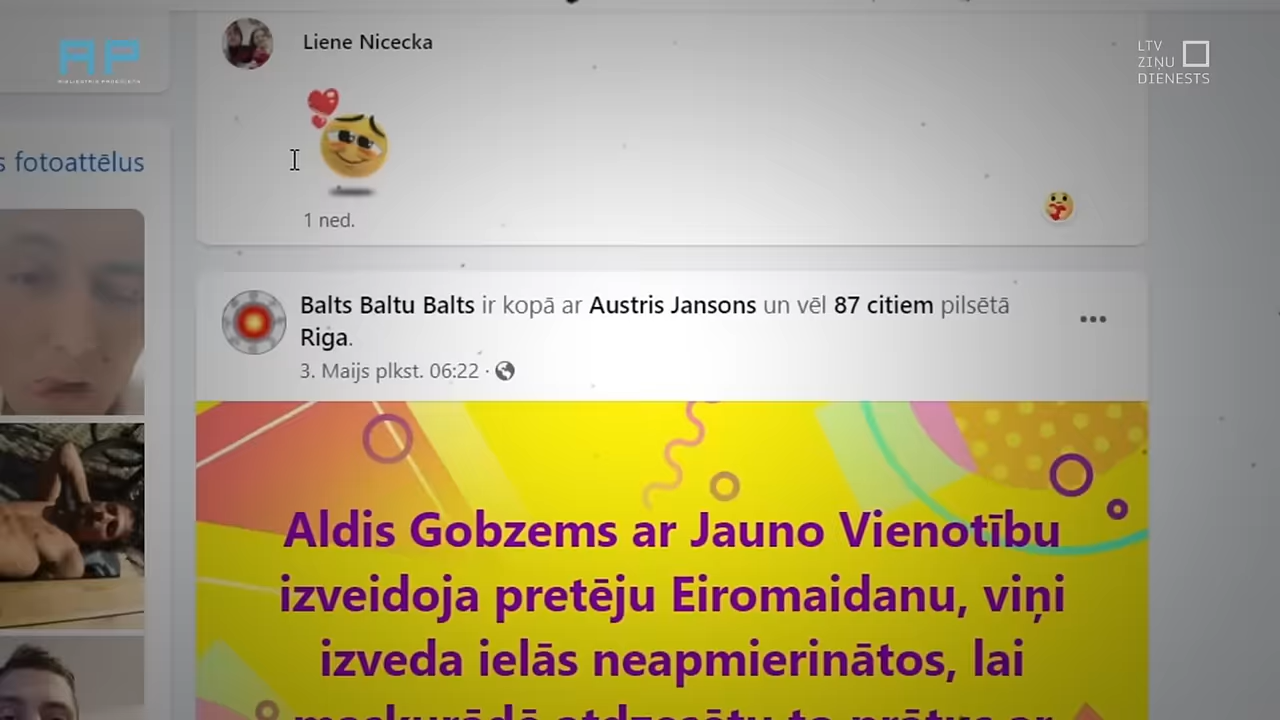 Liene Nicecka
AP
LTV
ZIŅU
DIENESTS
s fotoattēlus
1 ned.
Balts Baltu Balts ir kopā ar Austris Jansons un vēl 87 citiem pilsētā
Riga.
3. Maijs plkst. 06:22 ·
Aldis Gobzems ar Jauno Vienotību
izveidoja pretēju Eiromaidanu, viņi
izveda ielās neapmierinātos, lai